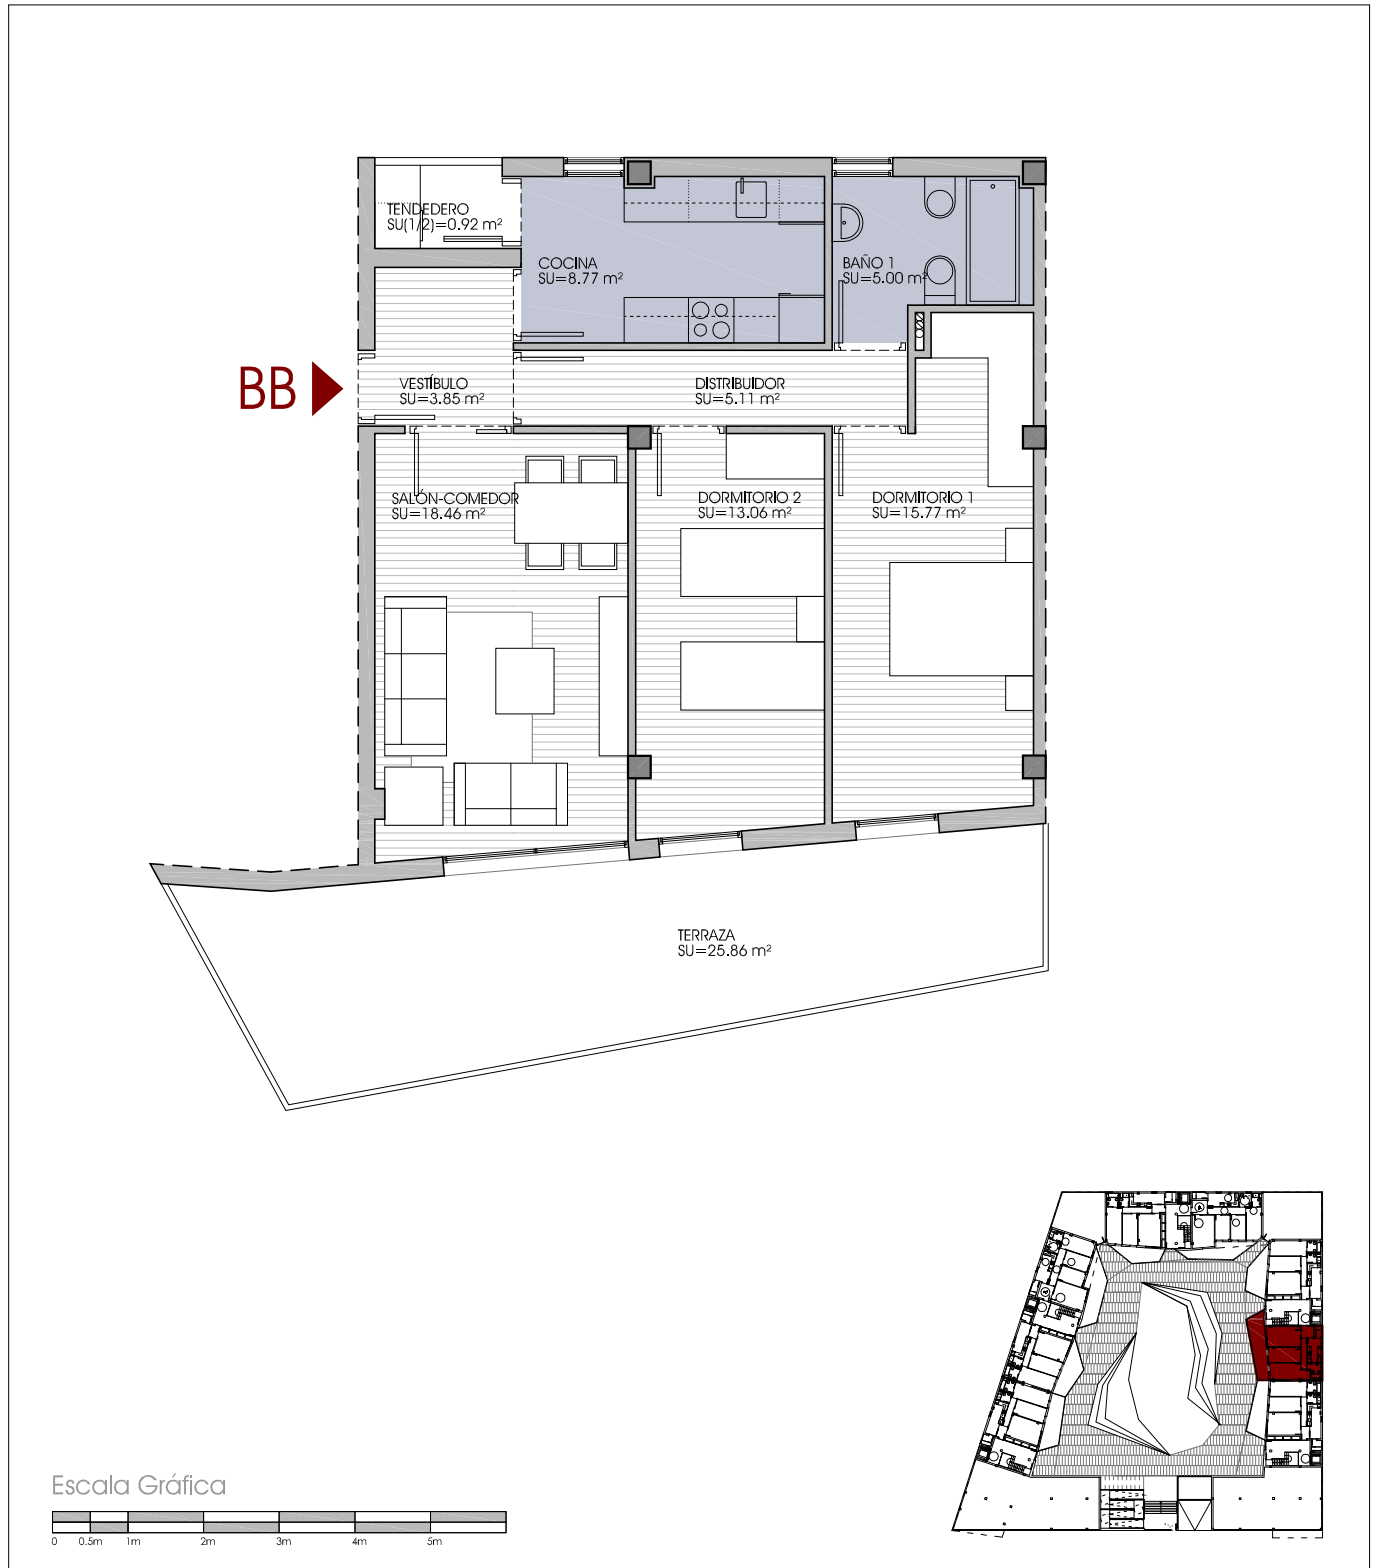 TENDEDERO
SU(1/2)=0.92 m²
COCINA
SU=8.77 m²
BAÑO 1
SU=5.00 m²
BB
VESTÍBULO
SU=3.85 m²
DISTRIBUIDOR
SU=5.11 m²
SALÓN-COMEDOR
SU=18.46 m²
DORMITORIO 2
SU=13.06 m²
DORMITORIO 1
SU=15.77 m²
TERRAZA
SU=25.86 m²
Escala Gráfica
0 0.5m 1m 2m 3m 4m 5m